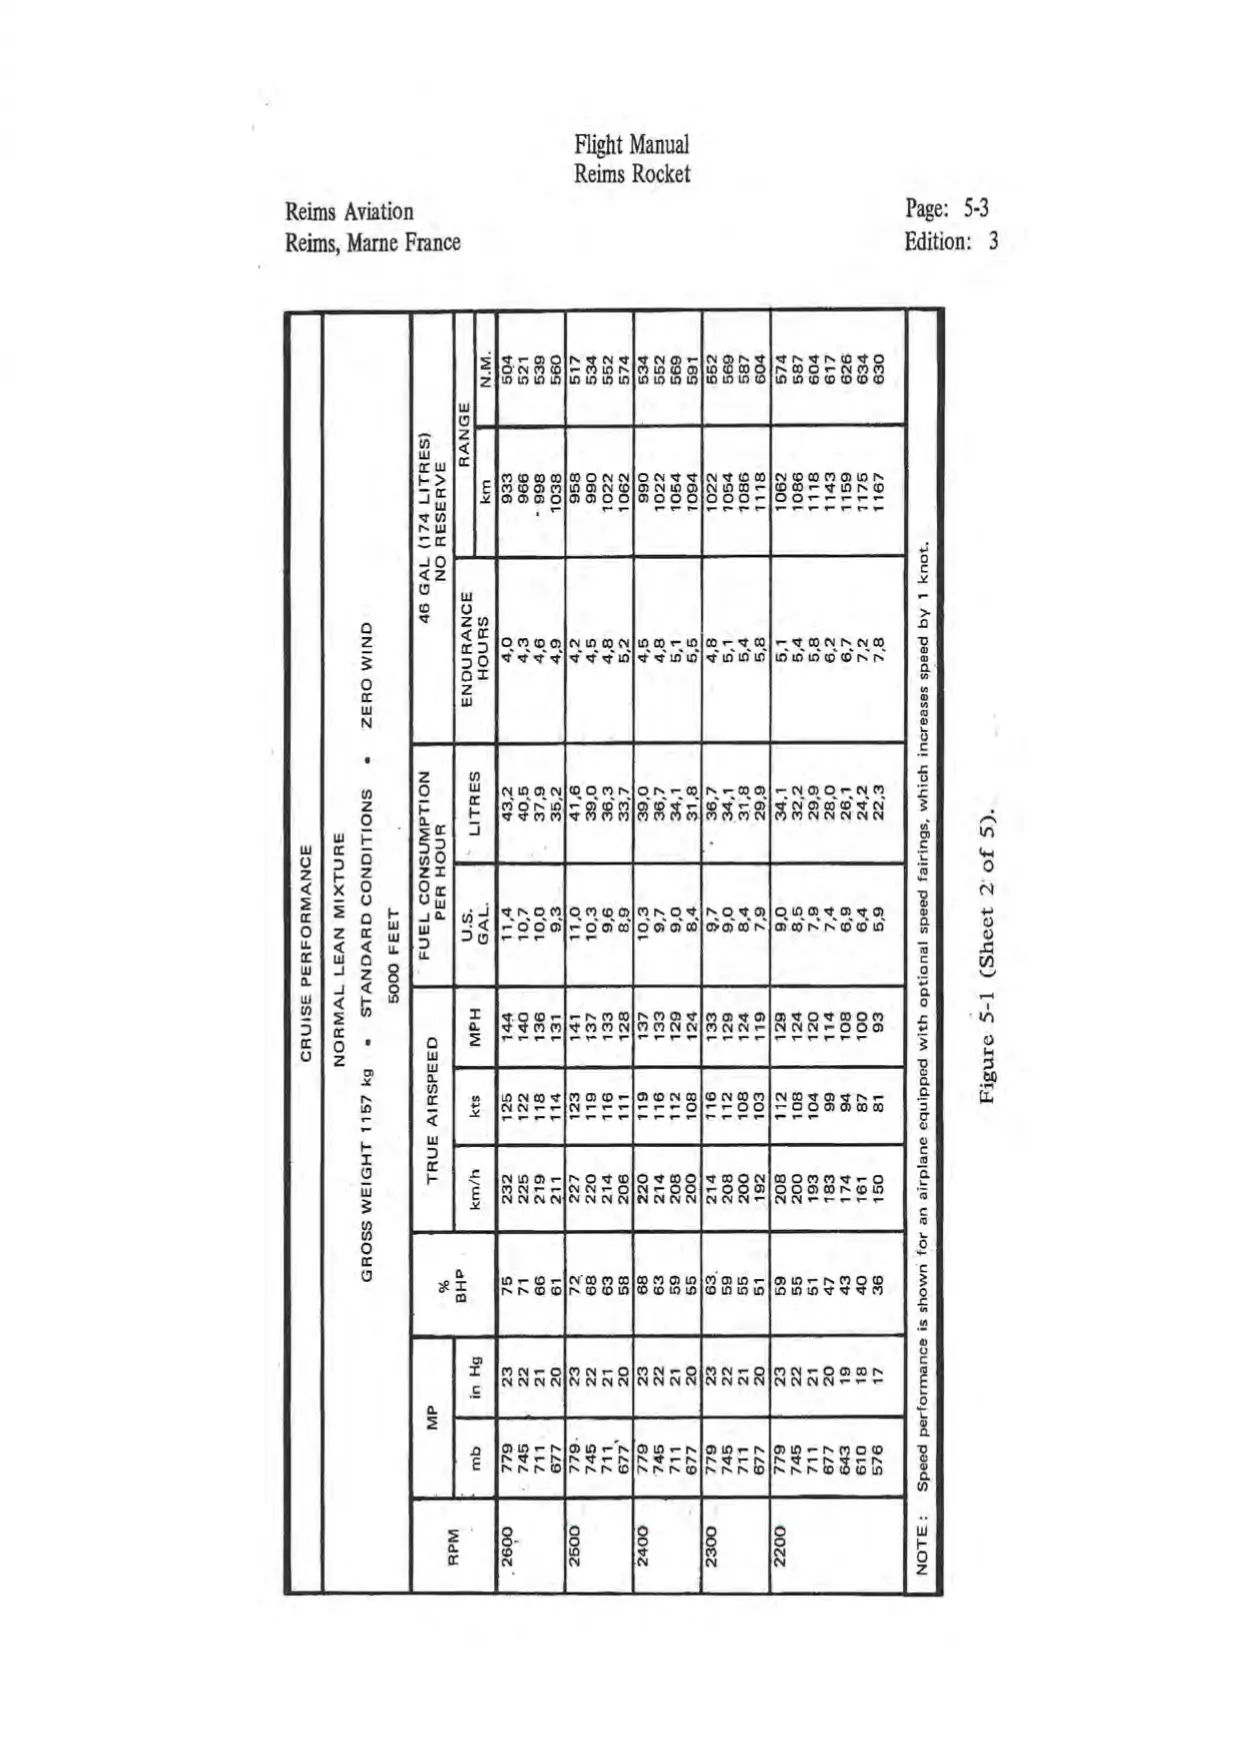 Flight Manual
Reims Rocket
Reims Aviation
Page: 5-3
Reims, Marne France
Edition: 3
CRUISE PERFORMANCE
NORMAL LEAN MIXTURE
GROSS WEIGHT 1157 kg • STANDARD CONDITIONS • ZERO WIND
5000 FEET
RPM MP % BHP TRUE AIRSPEED FUEL CONSUMPTION PER HOUR 46 GAL (174 LITRES) NO RESERVE
mb in Hg km/h kts MPH U.S. GAL. LITRES ENDURANCE HOURS RANGE
km N.M.
2600 779 23 75 232 125 144 11,4 43,2 4,0 933 504
745 22 71 225 122 140 10,7 40,5 4,3 966 521
711 21 66 219 118 136 10,0 37,9 4,6 998 539
677 20 61 211 114 131 9,3 35,2 4,9 1038 560
2500 779 23 72 227 123 141 11,0 41,6 4,2 958 517
745 22 68 220 119 137 10,3 39,0 4,5 990 534
711 21 63 214 116 133 9,6 36,3 4,8 1022 552
677 20 58 206 111 128 8,9 33,7 5,2 1062 574
2400 779 23 68 220 119 137 10,3 39,0 4,5 990 534
745 22 63 214 116 133 9,7 36,7 4,8 1022 552
711 21 59 208 112 129 9,0 34,1 5,1 1054 569
677 20 55 200 108 124 8,4 31,8 5,5 1094 591
2300 779 23 63 214 116 133 9,7 36,7 4,8 1022 552
745 22 59 208 112 129 9,0 34,1 5,1 1054 569
711 21 55 200 108 124 8,4 31,8 5,4 1086 587
677 20 51 192 103 119 7,9 29,9 5,8 1118 604
2200 779 23 59 208 112 129 9,0 34,1 5,1 1062 574
745 22 55 200 108 124 8,5 32,2 5,4 1086 587
711 21 51 193 104 120 7,9 29,9 5,8 1118 604
677 20 47 183 99 114 7,4 28,0 6,2 1143 617
643 19 43 174 94 108 6,9 26,1 6,7 1159 626
610 18 40 161 87 100 6,4 24,2 7,2 1175 634
576 17 36 150 81 93 5,9 22,3 7,8 1167 630
NOTE : Speed performance is shown for an airplane equipped with optional speed fairings, which increases speed by 1 knot.
Figure 5-1 (Sheet 2 of 5).